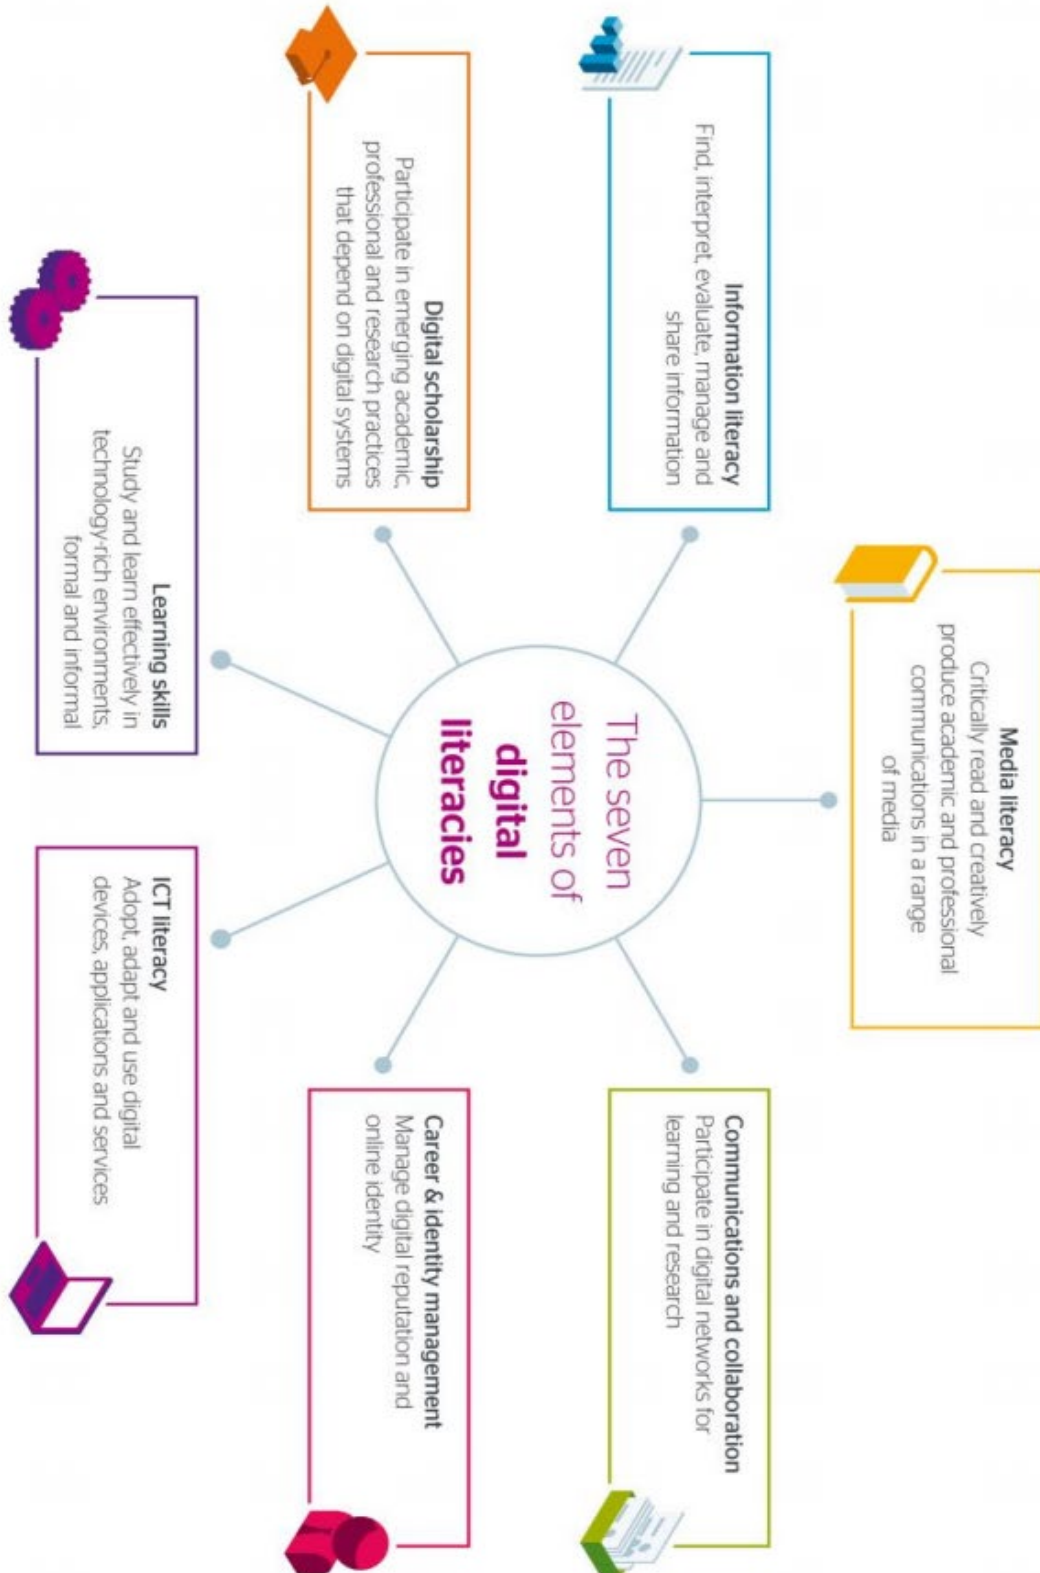 Media literacy
Critically read and creatively
produce academic and professional
communications in a range
of media
Information literacy
Find, interpret, evaluate, manage and
share information
Communications and collaboration
Participate in digital networks for
learning and research
The seven
elements of
digital
literacies
Digital scholarship
Participate in emerging academic,
professional and research practices
that depend on digital systems
Career & identity management
Manage digital reputation and
online identity
Learning skills
Study and learn effectively in
technology-rich environments,
formal and informal
ICT literacy
Adopt, adapt and use digital
devices, applications and services